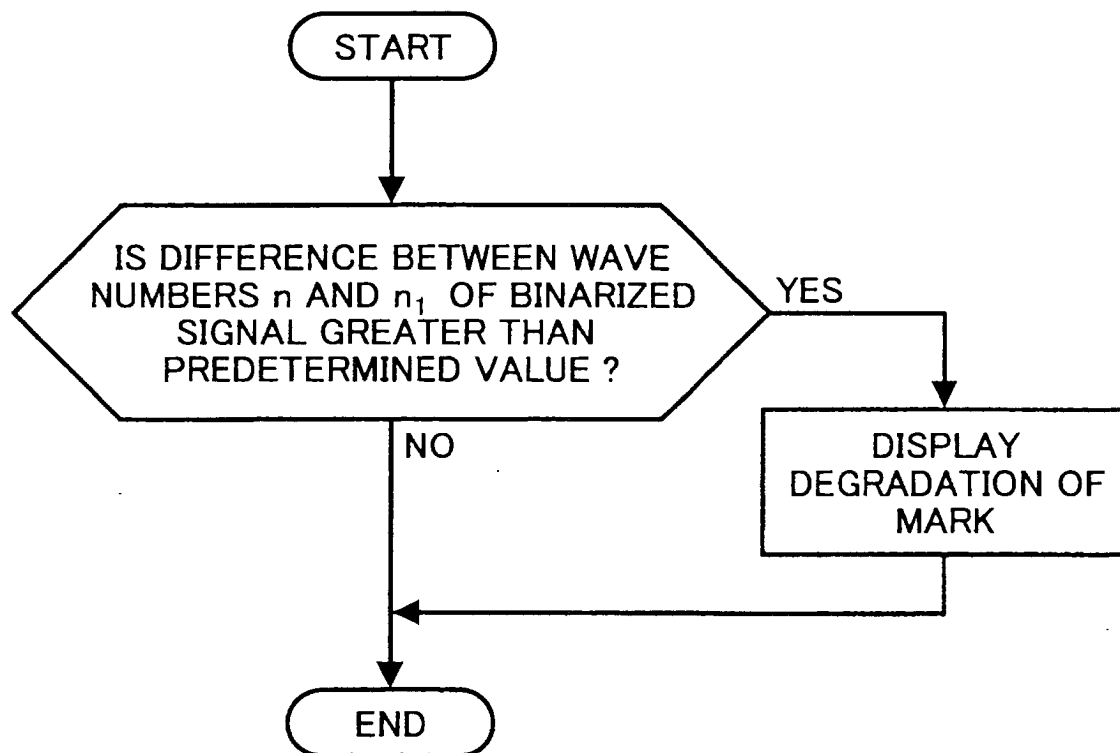 START
IS DIFFERENCE BETWEEN WAVE
NUMBERS n AND n₁ OF BINARIZED
SIGNAL GREATER THAN
PREDETERMINED VALUE ?
YES
NO
DISPLAY
DEGRADATION OF
MARK
END